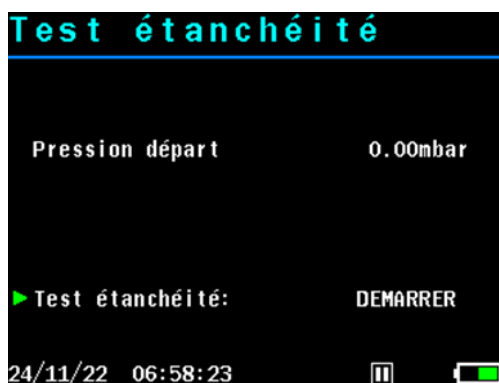 Test étanchéité
Pression départ 0.00mbar
Test étanchéité: DEMARRER
24/11/22 06:58:23